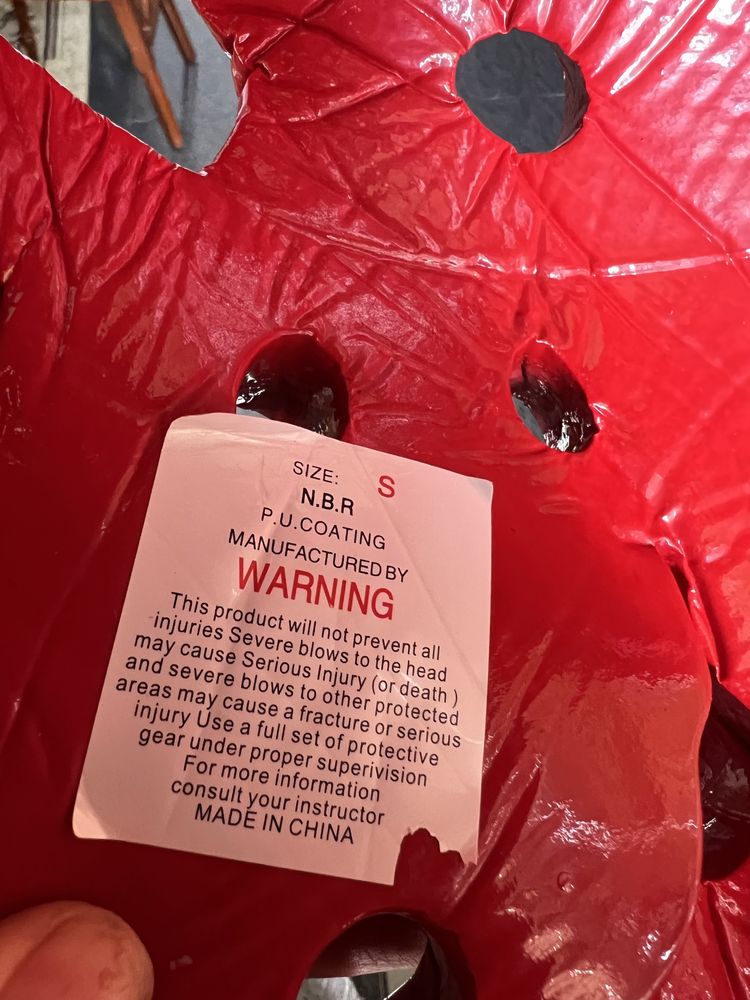 SIZE: S
N.B.R
P.U.COATING
MANUFACTURED BY
WARNING
This product will not prevent all
injuries Severe blows to the head
may cause Serious Injury (or death )
and severe blows to other protected
areas may cause a fracture or serious
injury Use a full set of protective
gear under proper superivision
For more information
consult your instructor
MADE IN CHINA